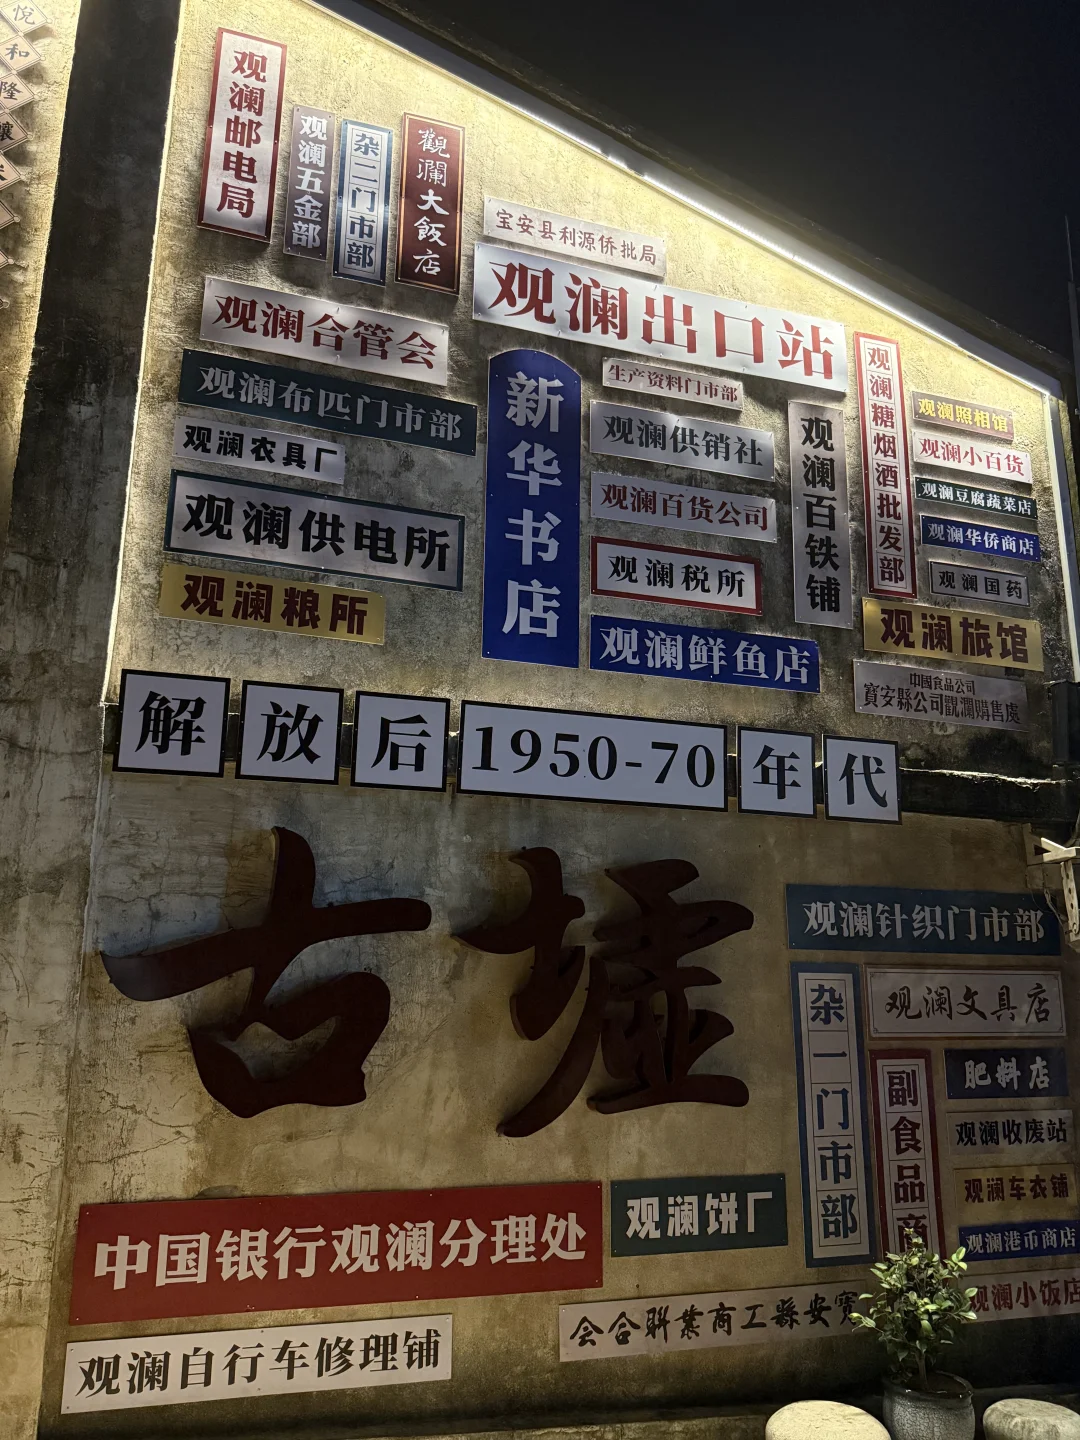 悦
和
隆
观澜邮电局
观澜五金部
杂二门市部
觀瀾大飯店
宝安县利源侨批局
观澜出口站
观澜合管会
观澜布匹门市部
观澜农具厂
观澜供电所
观澜粮所
新华书店
生产资料门市部
观澜供销社
观澜百货公司
观澜税所
观澜鲜鱼店
观澜百铁铺
观澜糖烟酒批发部
观澜照相馆
观澜小百货
观澜豆腐蔬菜店
观澜华侨商店
观澜国药
观澜旅馆
中國食品公司
寶安縣公司觀瀾購售處
解放后1950-70年代
古墟
观澜针织门市部
杂一门市部
观澜文具店
副食品商
肥料店
观澜收废站
观澜车衣铺
观澜港币商店
观澜小饭店
中国银行观澜分理处
观澜饼厂
会合联業商工縣安寶
观澜自行车修理铺